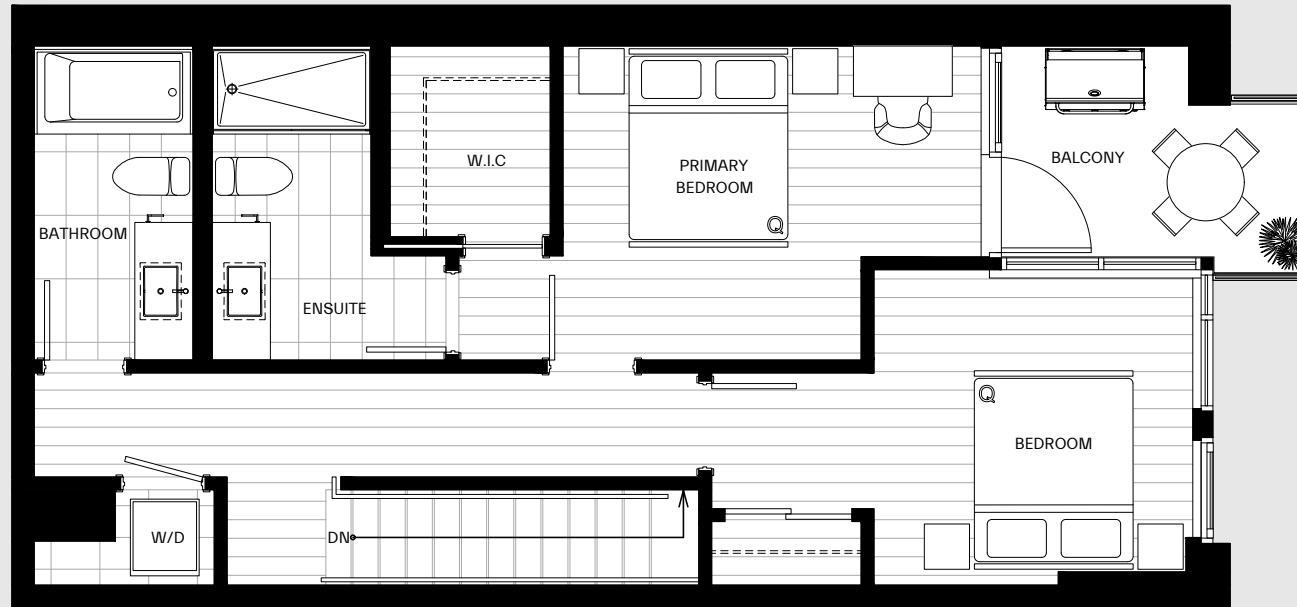 W.I.C
PRIMARY
BEDROOM
BALCONY
Q
BATHROOM
ENSUITE
Q
BEDROOM
W/D
DN